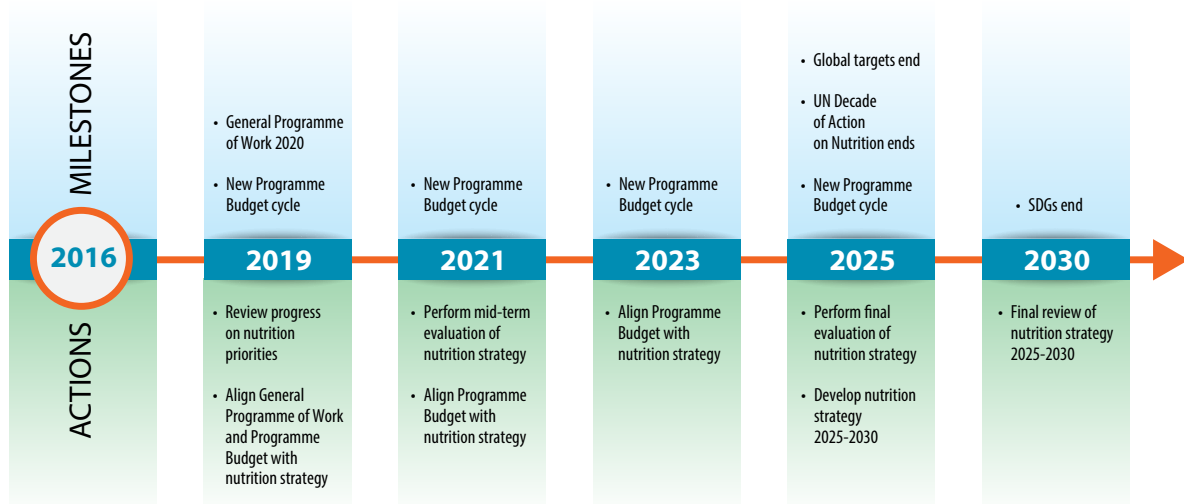 MILESTONES
• General Programme
of Work 2020
• New Programme
Budget cycle
• New Programme
Budget cycle
• New Programme
Budget cycle
• Global targets end
• UN Decade
of Action
on Nutrition ends
• New Programme
Budget cycle
• SDGs end
2016
2019
2021
2023
2025
2030
ACTIONS
• Review progress
on nutrition
priorities
• Align General
Programme of Work
and Programme
Budget with
nutrition strategy
• Perform mid-term
evaluation of
nutrition strategy
• Align Programme
Budget with
nutrition strategy
• Align Programme
Budget with
nutrition strategy
• Perform final
evaluation of
nutrition strategy
• Develop nutrition
strategy
2025-2030
• Final review of
nutrition strategy
2025-2030